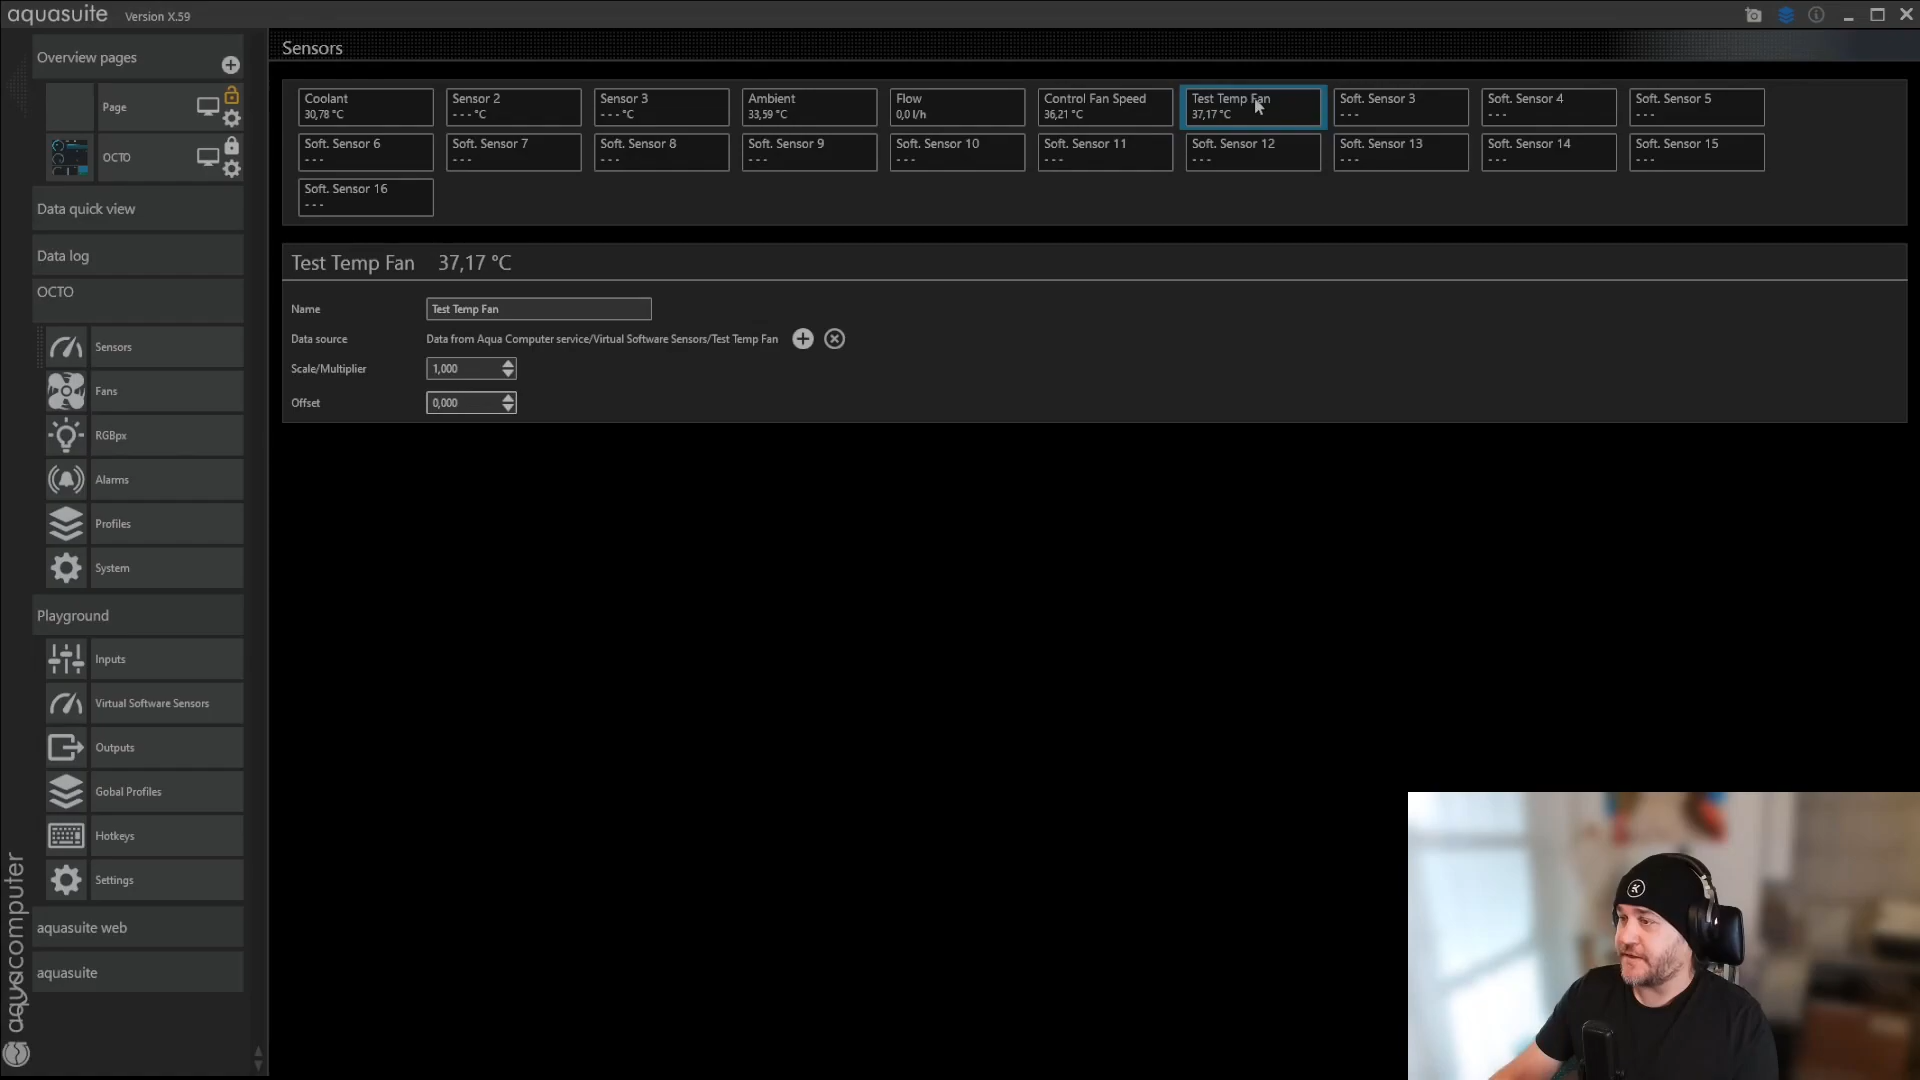 aquasuite Version X.59
Overview pages
Page
OCTO
Data quick view
Data log
OCTO
Sensors
Fans
RGBpx
Alarms
Profiles
System
Playground
Inputs
Virtual Software Sensors
Outputs
Gobal Profiles
Hotkeys
Settings
aquasuite web
aquasuite
aquacomputer
Sensors
Coolant
30,78 °C
Sensor 2
- - - °C
Sensor 3
- - - °C
Ambient
33,59 °C
Flow
0,0 l/h
Control Fan Speed
36,21 °C
Test Temp Fan
37,17 °C
Soft. Sensor 3
- - -
Soft. Sensor 4
- - -
Soft. Sensor 5
- - -
Soft. Sensor 6
- - -
Soft. Sensor 7
- - -
Soft. Sensor 8
- - -
Soft. Sensor 9
- - -
Soft. Sensor 10
- - -
Soft. Sensor 11
- - -
Soft. Sensor 12
- - -
Soft. Sensor 13
- - -
Soft. Sensor 14
- - -
Soft. Sensor 15
- - -
Soft. Sensor 16
- - -
Test Temp Fan 37,17 °C
Name Test Temp Fan
Data source Data from Aqua Computer service/Virtual Software Sensors/Test Temp Fan
Scale/Multiplier 1,000
Offset 0,000